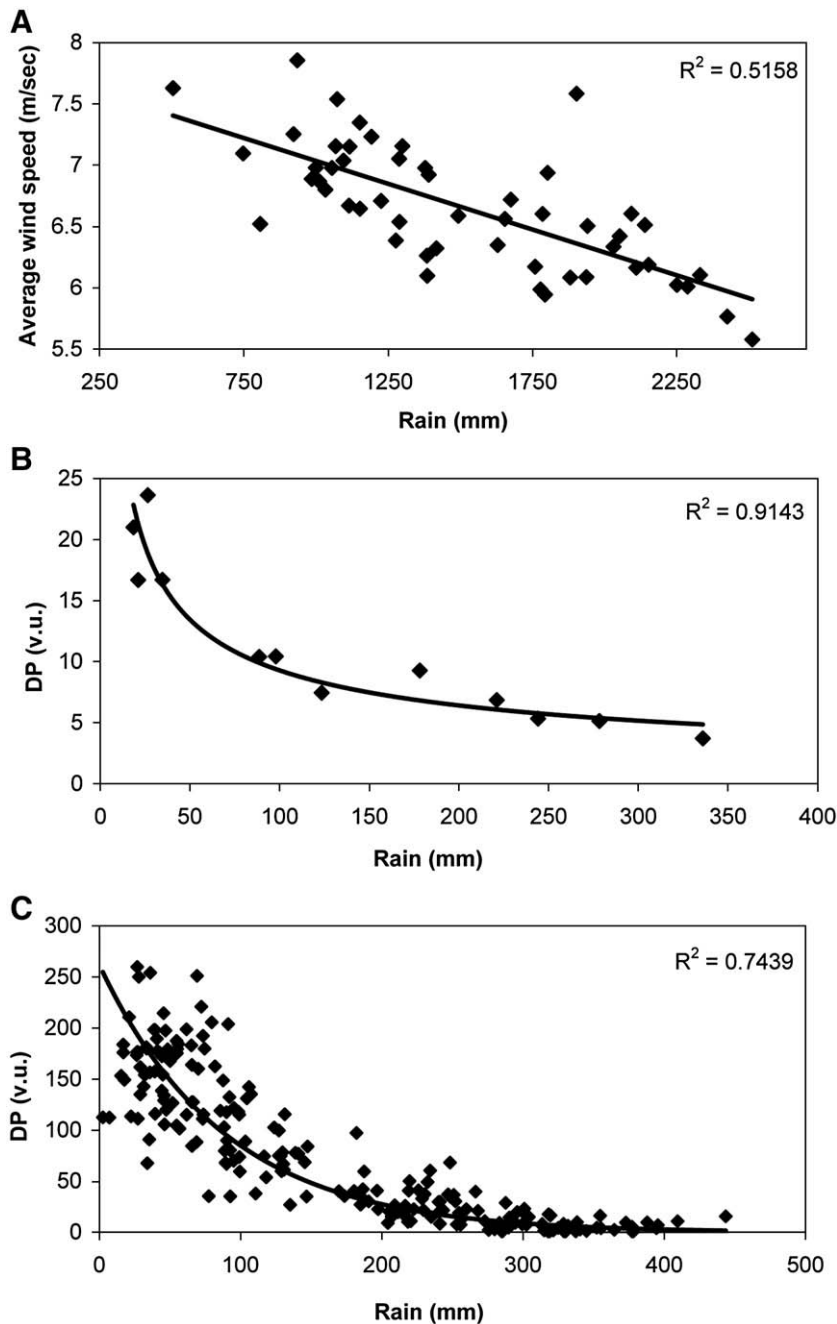 A
R² = 0.5158
Average wind speed (m/sec)
8
7.5
7
6.5
6
5.5
250 750 1250 1750 2250
Rain (mm)
B
R² = 0.9143
DP (v.u.)
25
20
15
10
5
0
0 50 100 150 200 250 300 350 400
Rain (mm)
C
R² = 0.7439
DP (v.u.)
300
250
200
150
100
50
0
0 100 200 300 400 500
Rain (mm)